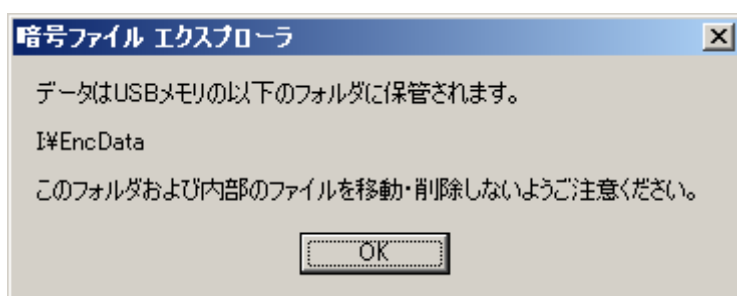 暗号ファイル エクスプローラ
データはUSBメモリの以下のフォルダに保管されます。
I¥EncData
このフォルダおよび内部のファイルを移動・削除しないようご注意ください。
OK